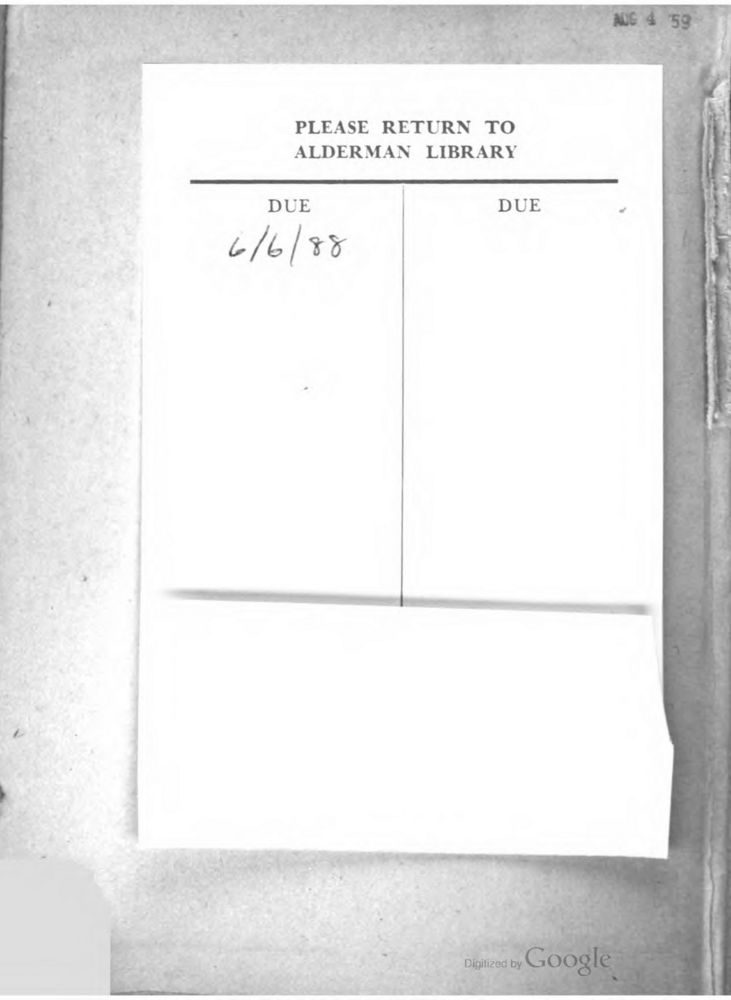 AUG 4 '59
PLEASE RETURN TO
ALDERMAN LIBRARY
DUE DUE
6/6/88
Digitized by Google